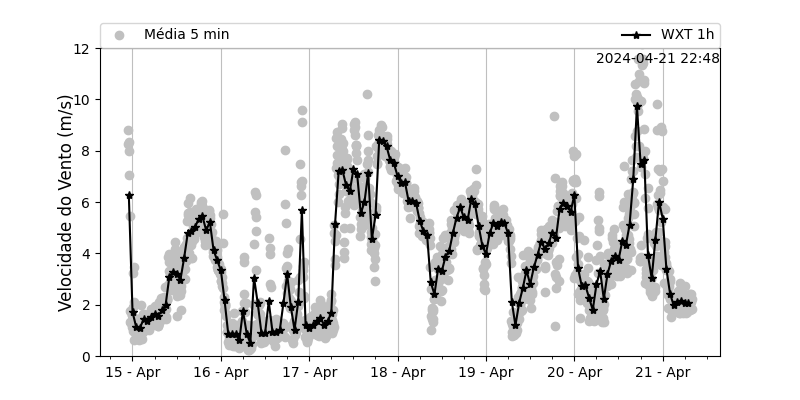 Média 5 min
WXT 1h
2024-04-21 22:48
Velocidade do Vento (m/s)
12
10
8
6
4
2
0
15 - Apr
16 - Apr
17 - Apr
18 - Apr
19 - Apr
20 - Apr
21 - Apr